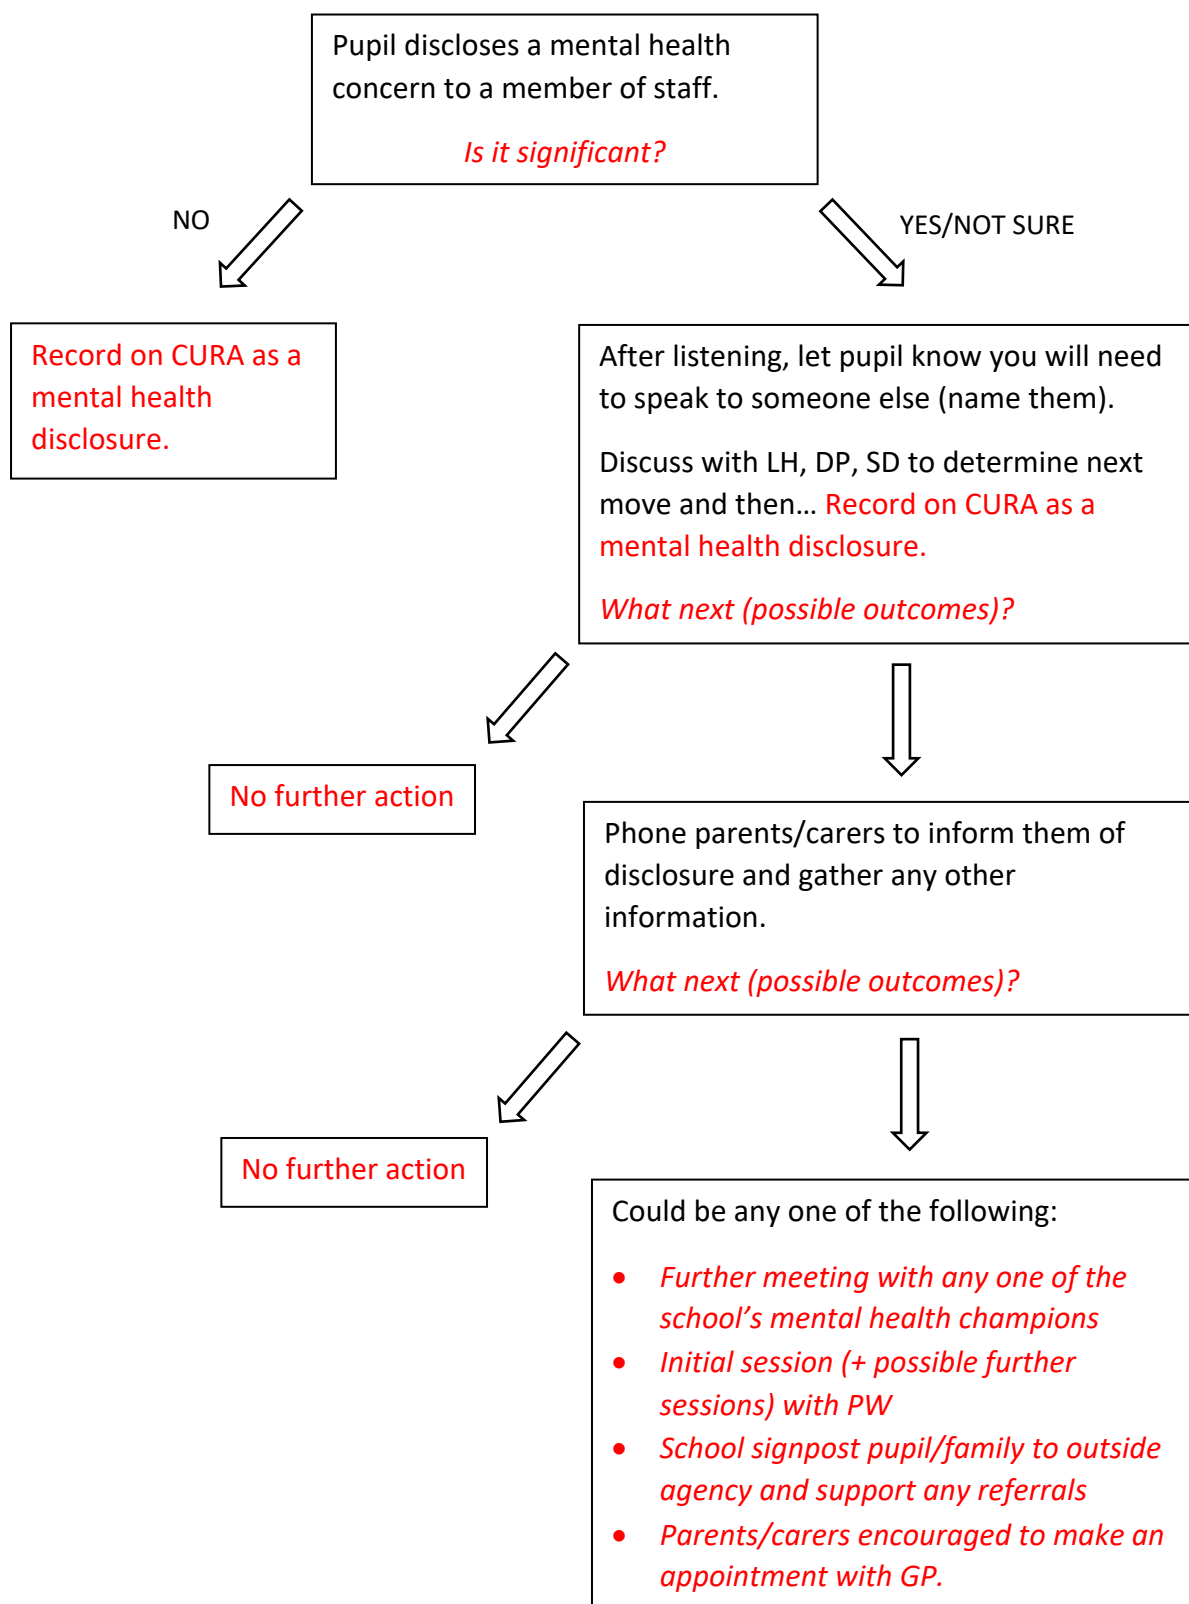 Pupil discloses a mental health
concern to a member of staff.
Is it significant?
NO
YES/NOT SURE
Record on CURA as a
mental health
disclosure.
After listening, let pupil know you will need
to speak to someone else (name them).
Discuss with LH, DP, SD to determine next
move and then… Record on CURA as a
mental health disclosure.
What next (possible outcomes)?
No further action
Phone parents/carers to inform them of
disclosure and gather any other
information.
What next (possible outcomes)?
No further action
Could be any one of the following:
• Further meeting with any one of the
school’s mental health champions
• Initial session (+ possible further
sessions) with PW
• School signpost pupil/family to outside
agency and support any referrals
• Parents/carers encouraged to make an
appointment with GP.